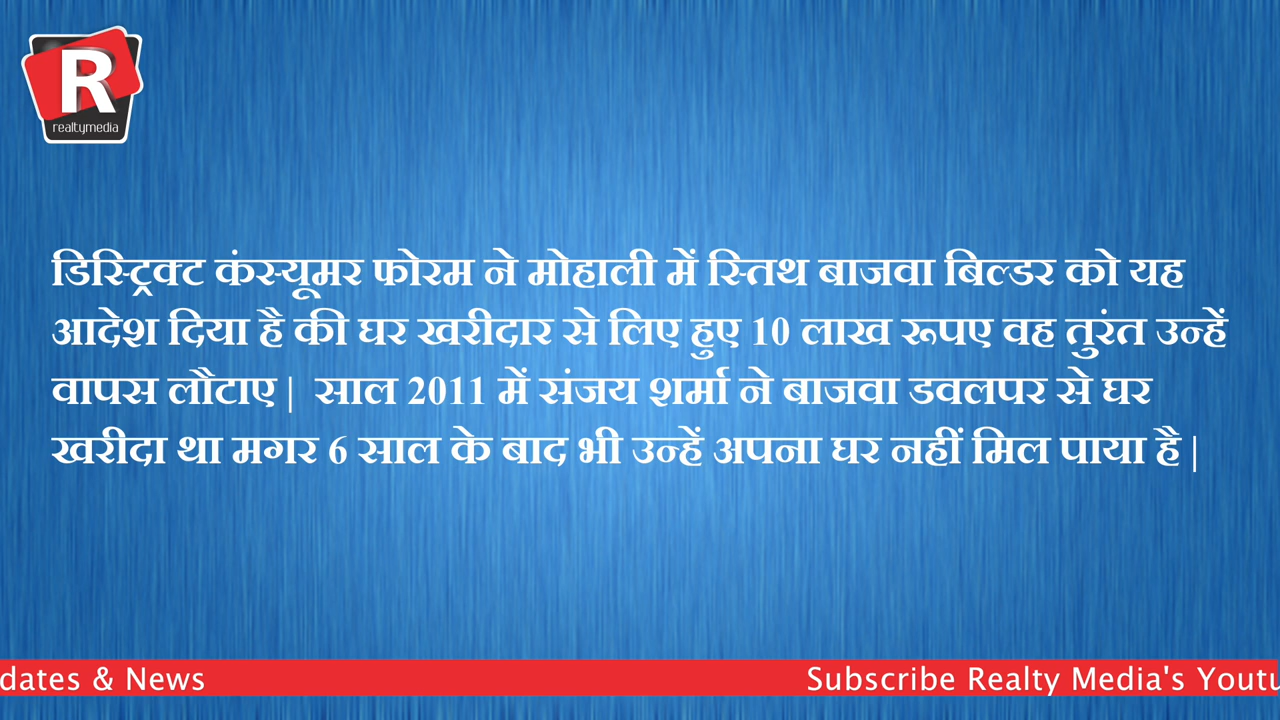 R
realtymedia
डिस्ट्रिक्ट कंस्यूमर फोरम ने मोहाली में स्तिथ बाजवा बिल्डर को यह
आदेश दिया है की घर खरीदार से लिए हुए 10 लाख रूपए वह तुरंत उन्हें
वापस लौटाए | साल 2011 में संजय शर्मा ने बाजवा डवलपर से घर
खरीदा था मगर 6 साल के बाद भी उन्हें अपना घर नहीं मिल पाया है |
dates & News Subscribe Realty Media's Youtu